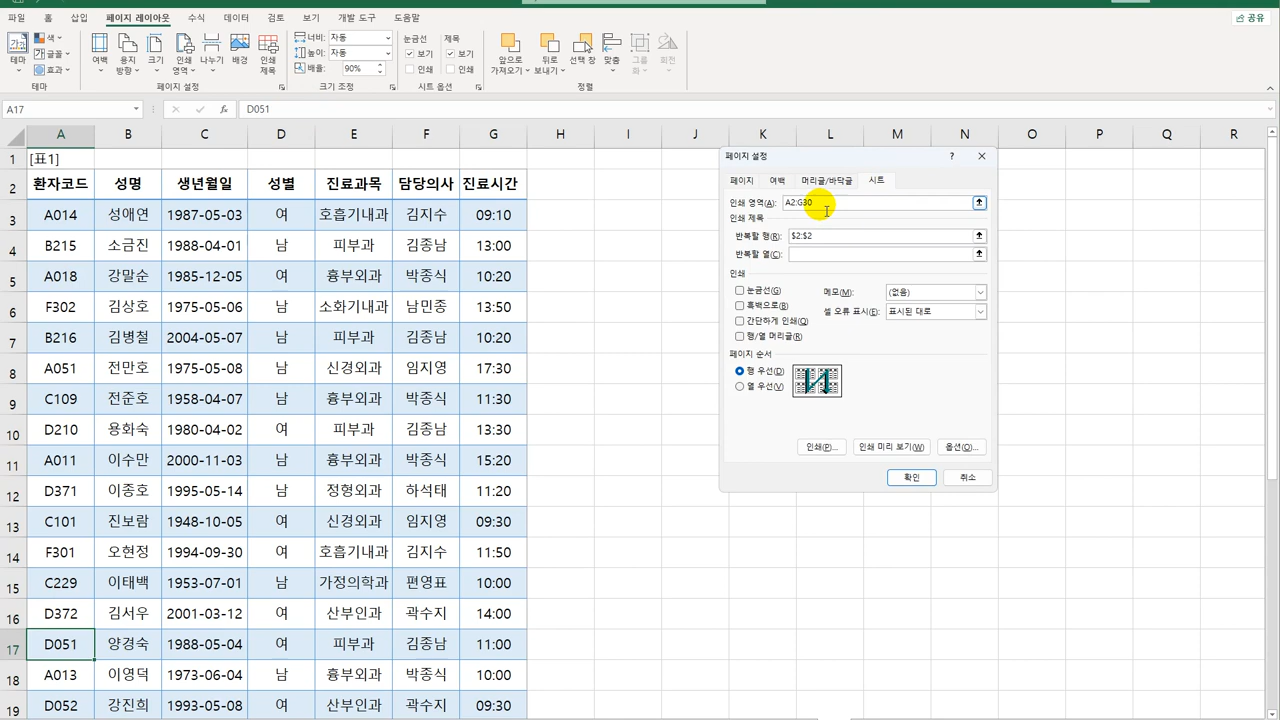 파일 홈 삽입 페이지 레이아웃 수식 데이터 검토 보기 개발 도구 도움말 공유
테마 색 글꼴 효과
여백 용지 방향 크기 인쇄 영역 나누기 배경 인쇄 제목
너비: 자동
높이: 자동
배율: 90%
눈금선 제목
보기 보기
인쇄 인쇄
앞으로 가져오기 뒤로 보내기 선택 창 맞춤 그룹화 회전
테마 페이지 설정 크기 조정 시트 옵션 정렬
A17 fx D051
A B C D E F G H I J K L M N O P Q R
1 [표1]
2 환자코드 성명 생년월일 성별 진료과목 담당의사 진료시간
3 A014 성애연 1987-05-03 여 호흡기내과 김지수 09:10
4 B215 소금진 1988-04-01 남 피부과 김종남 13:00
5 A018 강말순 1985-12-05 여 흉부외과 박종식 10:20
6 F302 김상호 1975-05-06 남 소화기내과 남민종 13:50
7 B216 김병철 2004-05-07 남 피부과 김종남 10:20
8 A051 전만호 1975-05-08 남 신경외과 임지영 17:30
9 C109 전준호 1958-04-07 남 흉부외과 박종식 11:30
10 D210 용화숙 1980-04-02 여 피부과 김종남 13:30
11 A011 이수만 2000-11-03 남 흉부외과 박종식 15:20
12 D371 이종호 1995-05-14 남 정형외과 하석태 11:20
13 C101 진보람 1948-10-05 여 신경외과 임지영 09:30
14 F301 오현정 1994-09-30 여 호흡기내과 김지수 11:50
15 C229 이태백 1953-07-01 남 가정의학과 편영표 10:00
16 D372 김서우 2001-03-12 여 산부인과 곽수지 14:00
17 D051 양경숙 1988-05-04 여 피부과 김종남 11:00
18 A013 이영덕 1973-06-04 남 흉부외과 박종식 10:00
19 D052 강진희 1993-05-08 여 산부인과 곽수지 09:30
페이지 설정 ?
페이지 여백 머리글/바닥글 시트
인쇄 영역(A): A2:G30
인쇄 제목
반복할 행(R): $2:$2
반복할 열(C):
인쇄
눈금선(G) 메모(M): (없음)
흑백으로(B) 셀 오류 표시(E): 표시된 대로
간단하게 인쇄(Q)
행/열 머리글(R)
페이지 순서
행 우선(D)
열 우선(V)
인쇄(P)... 인쇄 미리 보기(W) 옵션(O)...
확인 취소